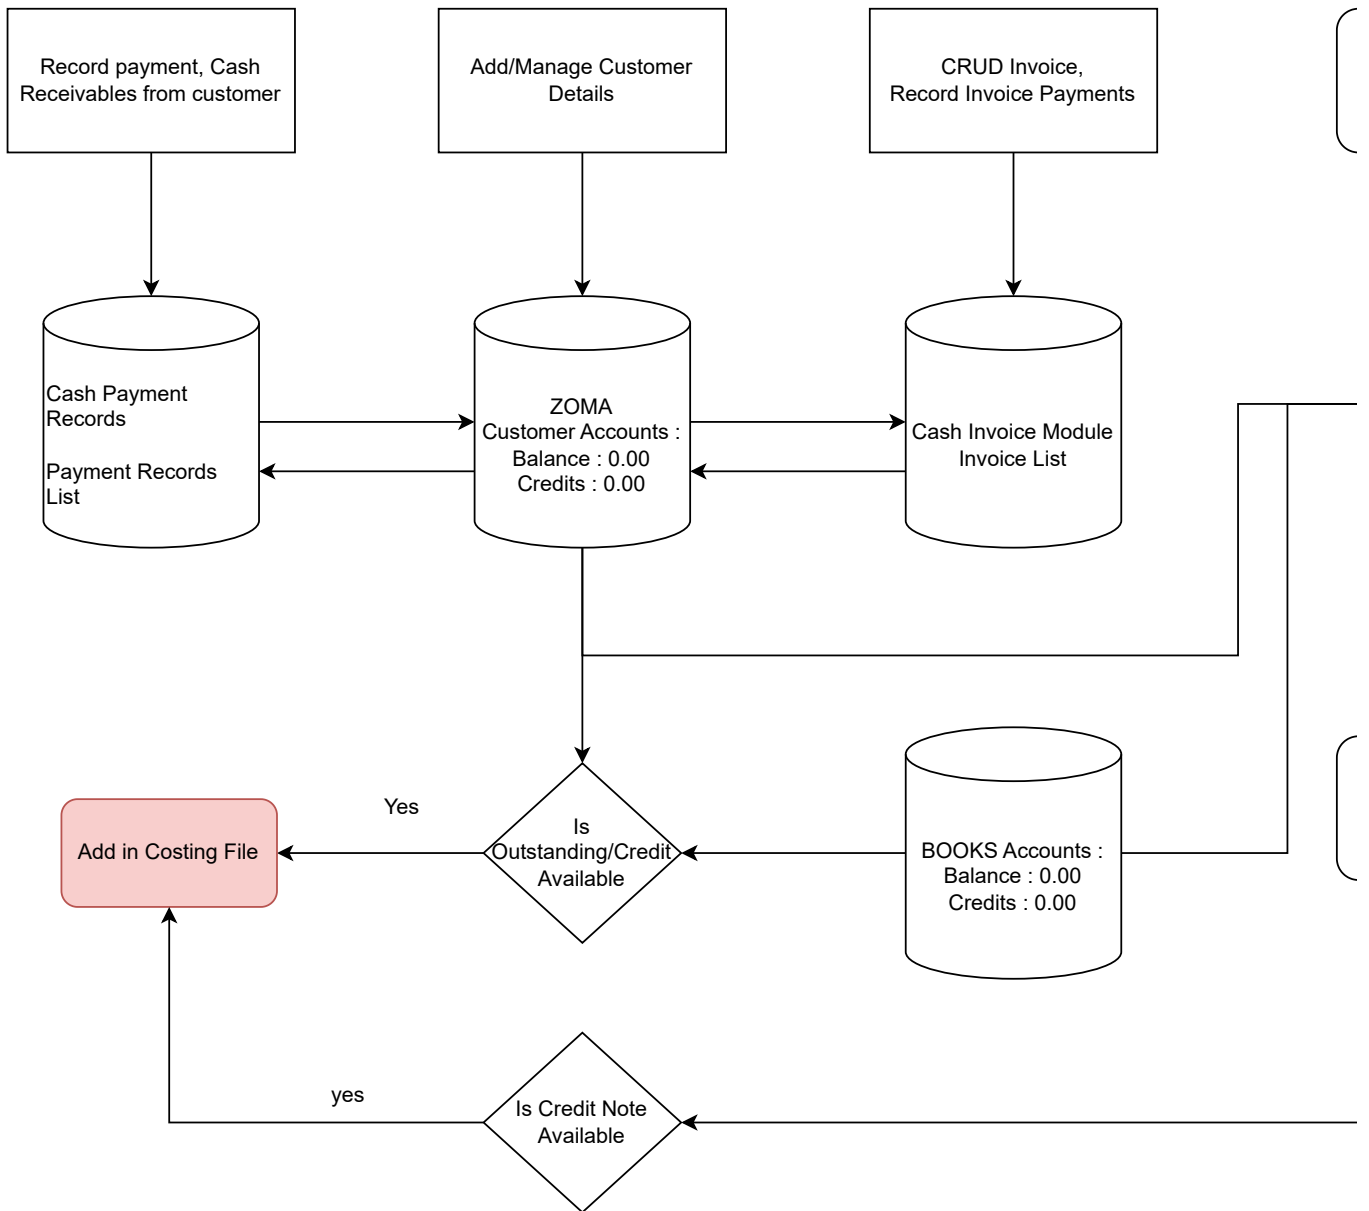 Record payment, Cash
Receivables from customer
Add/Manage Customer
Details
CRUD Invoice,
Record Invoice Payments
Cash Payment
Records
Payment Records
List
ZOMA
Customer Accounts :
Balance : 0.00
Credits : 0.00
Cash Invoice Module
Invoice List
Yes
Add in Costing File
Is
Outstanding/Credit
Available
BOOKS Accounts :
Balance : 0.00
Credits : 0.00
yes
Is Credit Note
Available